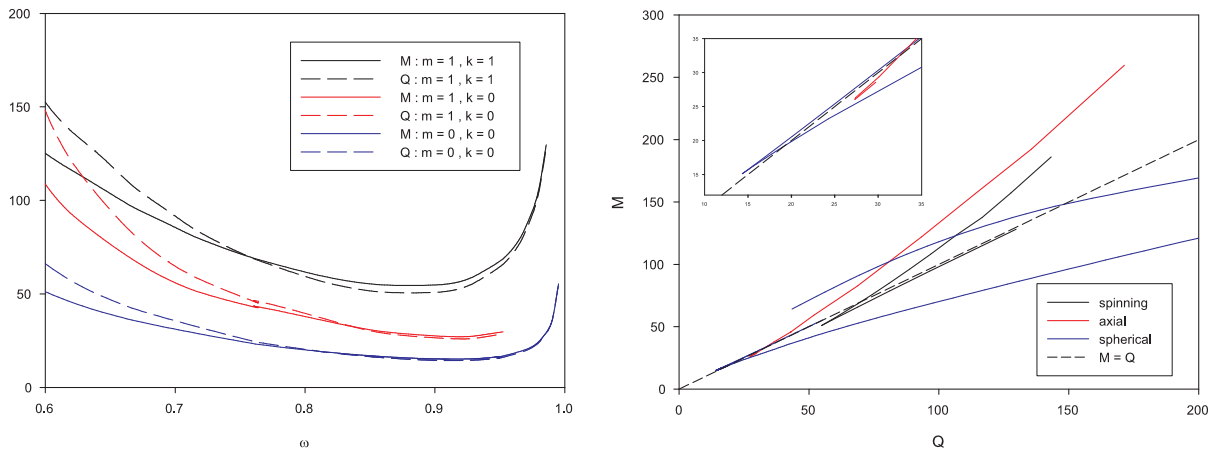 200
150
100
50
0
0.6 0.7 0.8 0.9 1.0
ω
M : m = 1 , k = 1
Q : m = 1 , k = 1
M : m = 1 , k = 0
Q : m = 1 , k = 0
M : m = 0 , k = 0
Q : m = 0 , k = 0
300
250
200
150
100
50
0
M
0 50 100 150 200
Q
35
30
25
20
15
10 15 20 25 30 35
spinning
axial
spherical
M = Q